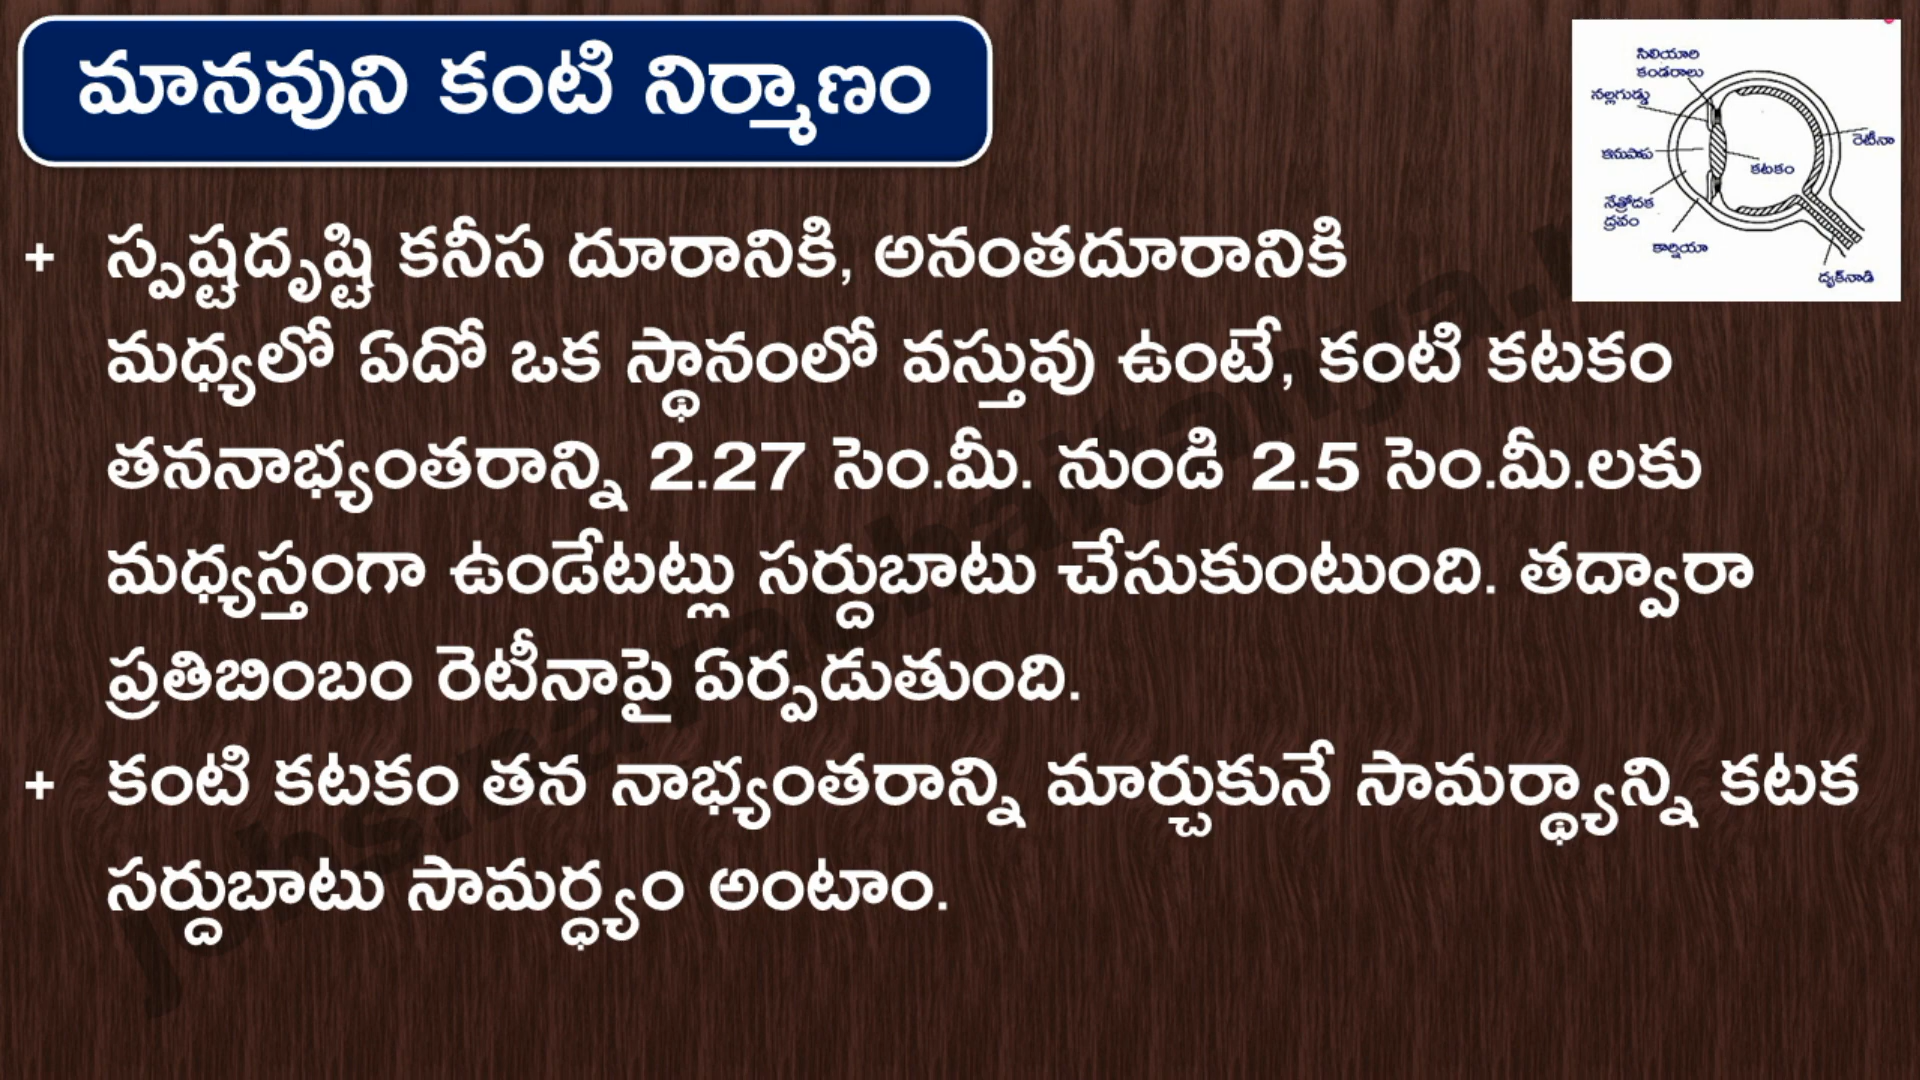 మానవుని కంటి నిర్మాణం
సిలియారి
కండరాలు
నల్లగుడ్డు
రెటీనా
కనుపాప
కటకం
నేత్రోదక
ద్రవం
కార్నియా
దృక్‌నాడి
+ స్పష్టదృష్టి కనీస దూరానికి, అనంతదూరానికి
మధ్యలో ఏదో ఒక స్థానంలో వస్తువు ఉంటే, కంటి కటకం
తననాభ్యంతరాన్ని 2.27 సెం.మీ. నుండి 2.5 సెం.మీ.లకు
మధ్యస్తంగా ఉండేటట్లు సర్దుబాటు చేసుకుంటుంది. తద్వారా
ప్రతిబింబం రెటీనాపై ఏర్పడుతుంది.
+ కంటి కటకం తన నాభ్యంతరాన్ని మార్చుకునే సామర్థ్యాన్ని కటక
సర్దుబాటు సామర్ధ్యం అంటాం.